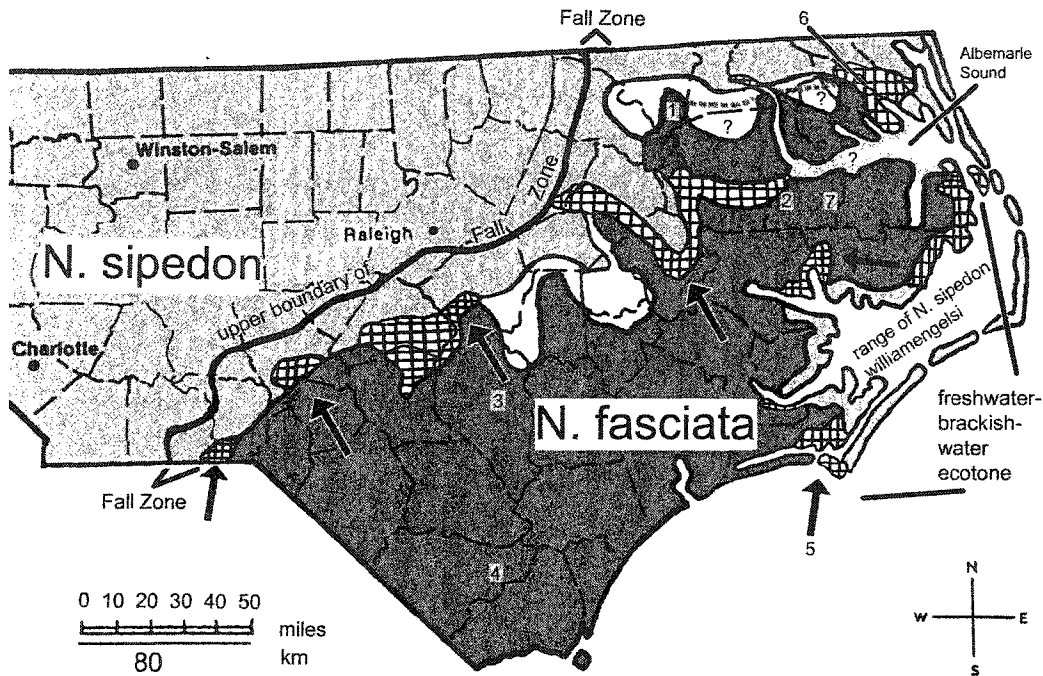 Fall Zone
6
Albemarle
Sound
?
1
?
Winston-Salem
?
Zone
2
7
Raleigh
Fall
N. sipedon
upper boundary of
range of N. sipedon
williamengelsi
Charlotte
3
N. fasciata
freshwater-
brackish-
water
ecotone
Fall Zone
5
4
0 10 20 30 40 50
miles
80
km
N
W
E
S